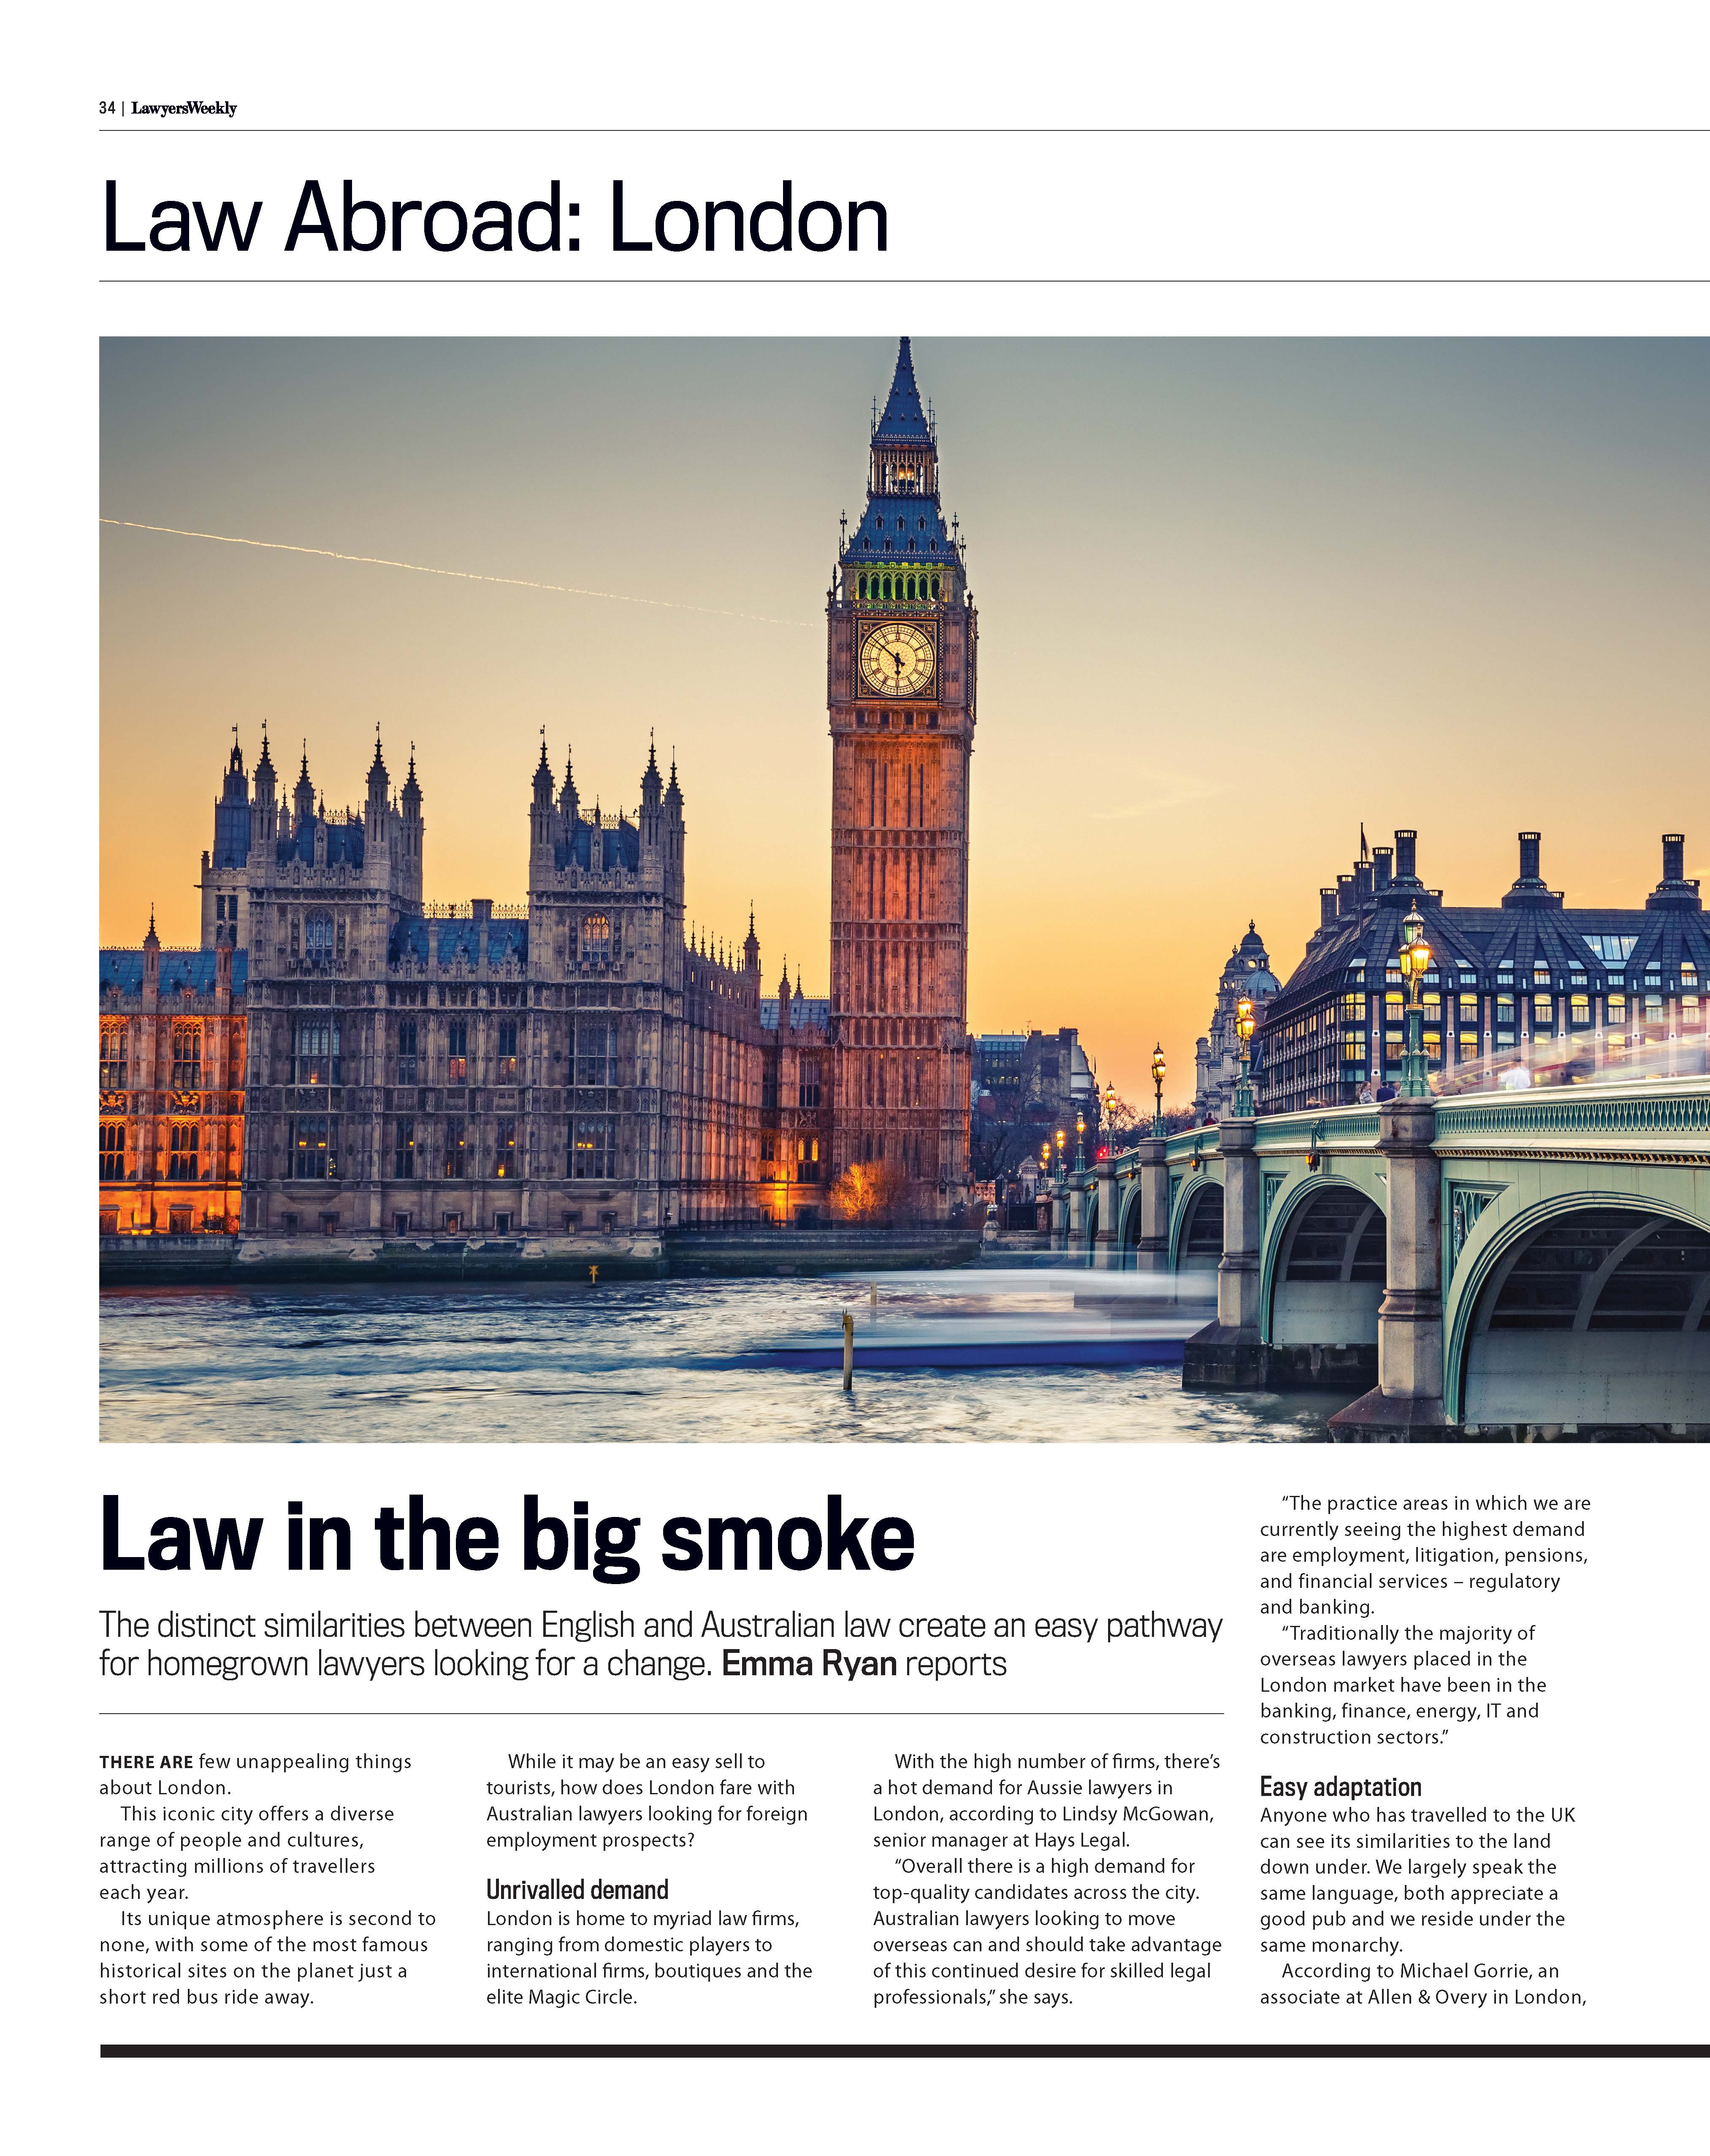 34 | LawyersWeekly
Law Abroad: London
Law in the big smoke
The distinct similarities between English and Australian law create an easy pathway
for homegrown lawyers looking for a change. Emma Ryan reports
THERE ARE few unappealing things
about London.
This iconic city offers a diverse
range of people and cultures,
attracting millions of travellers
each year.
Its unique atmosphere is second to
none, with some of the most famous
historical sites on the planet just a
short red bus ride away.
While it may be an easy sell to
tourists, how does London fare with
Australian lawyers looking for foreign
employment prospects?
Unrivalled demand
London is home to myriad law firms,
ranging from domestic players to
international firms, boutiques and the
elite Magic Circle.
With the high number of firms, there’s
a hot demand for Aussie lawyers in
London, according to Lindsy McGowan,
senior manager at Hays Legal.
“Overall there is a high demand for
top-quality candidates across the city.
Australian lawyers looking to move
overseas can and should take advantage
of this continued desire for skilled legal
professionals,” she says.
“The practice areas in which we are
currently seeing the highest demand
are employment, litigation, pensions,
and financial services – regulatory
and banking.
“Traditionally the majority of
overseas lawyers placed in the
London market have been in the
banking, finance, energy, IT and
construction sectors.”
Easy adaptation
Anyone who has travelled to the UK
can see its similarities to the land
down under. We largely speak the
same language, both appreciate a
good pub and we reside under the
same monarchy.
According to Michael Gorrie, an
associate at Allen & Overy in London,